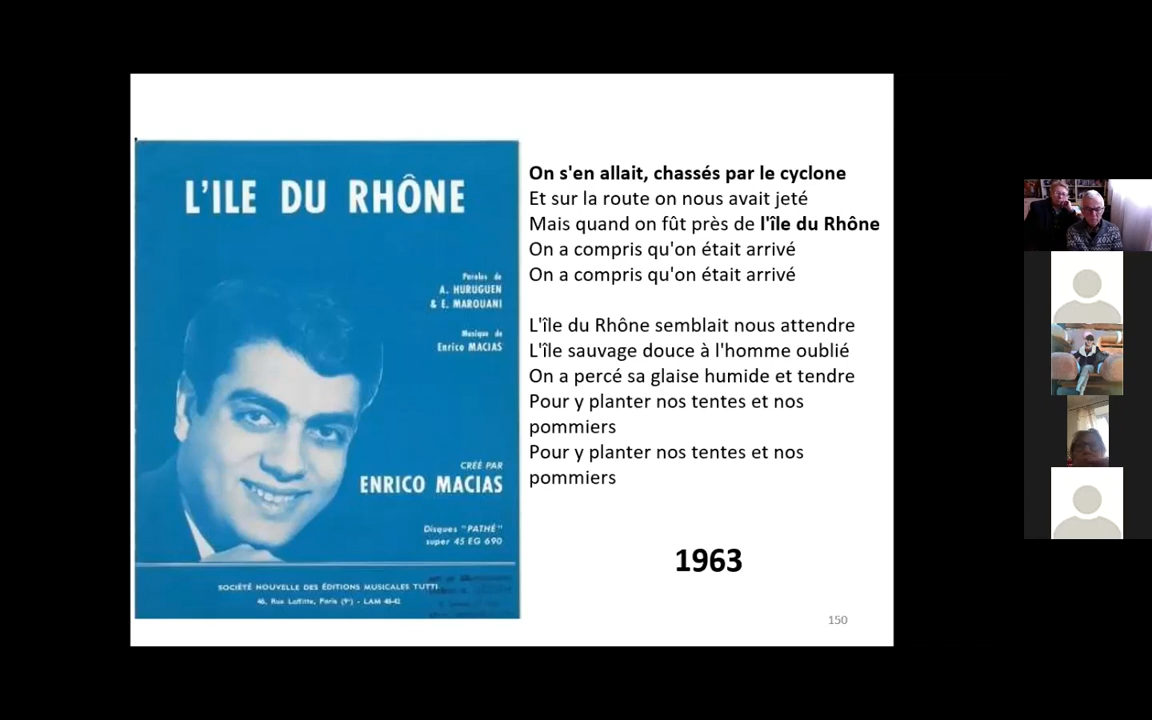 L'ILE DU RHÔNE
Paroles de
A. HURUGUEN
& E. MAROUANI
Musique de
Enrico MACIAS
CRÉÉ PAR
ENRICO MACIAS
Disques "PATHÉ"
super 45 EG 690
SOCIÉTÉ NOUVELLE DES ÉDITIONS MUSICALES TUTTI
46, Rue Laffitte, Paris (9e) - LAM 48-42
On s'en allait, chassés par le cyclone
Et sur la route on nous avait jeté
Mais quand on fût près de l'île du Rhône
On a compris qu'on était arrivé
On a compris qu'on était arrivé
L'île du Rhône semblait nous attendre
L'île sauvage douce à l'homme oublié
On a percé sa glaise humide et tendre
Pour y planter nos tentes et nos
pommiers
Pour y planter nos tentes et nos
pommiers
1963
150